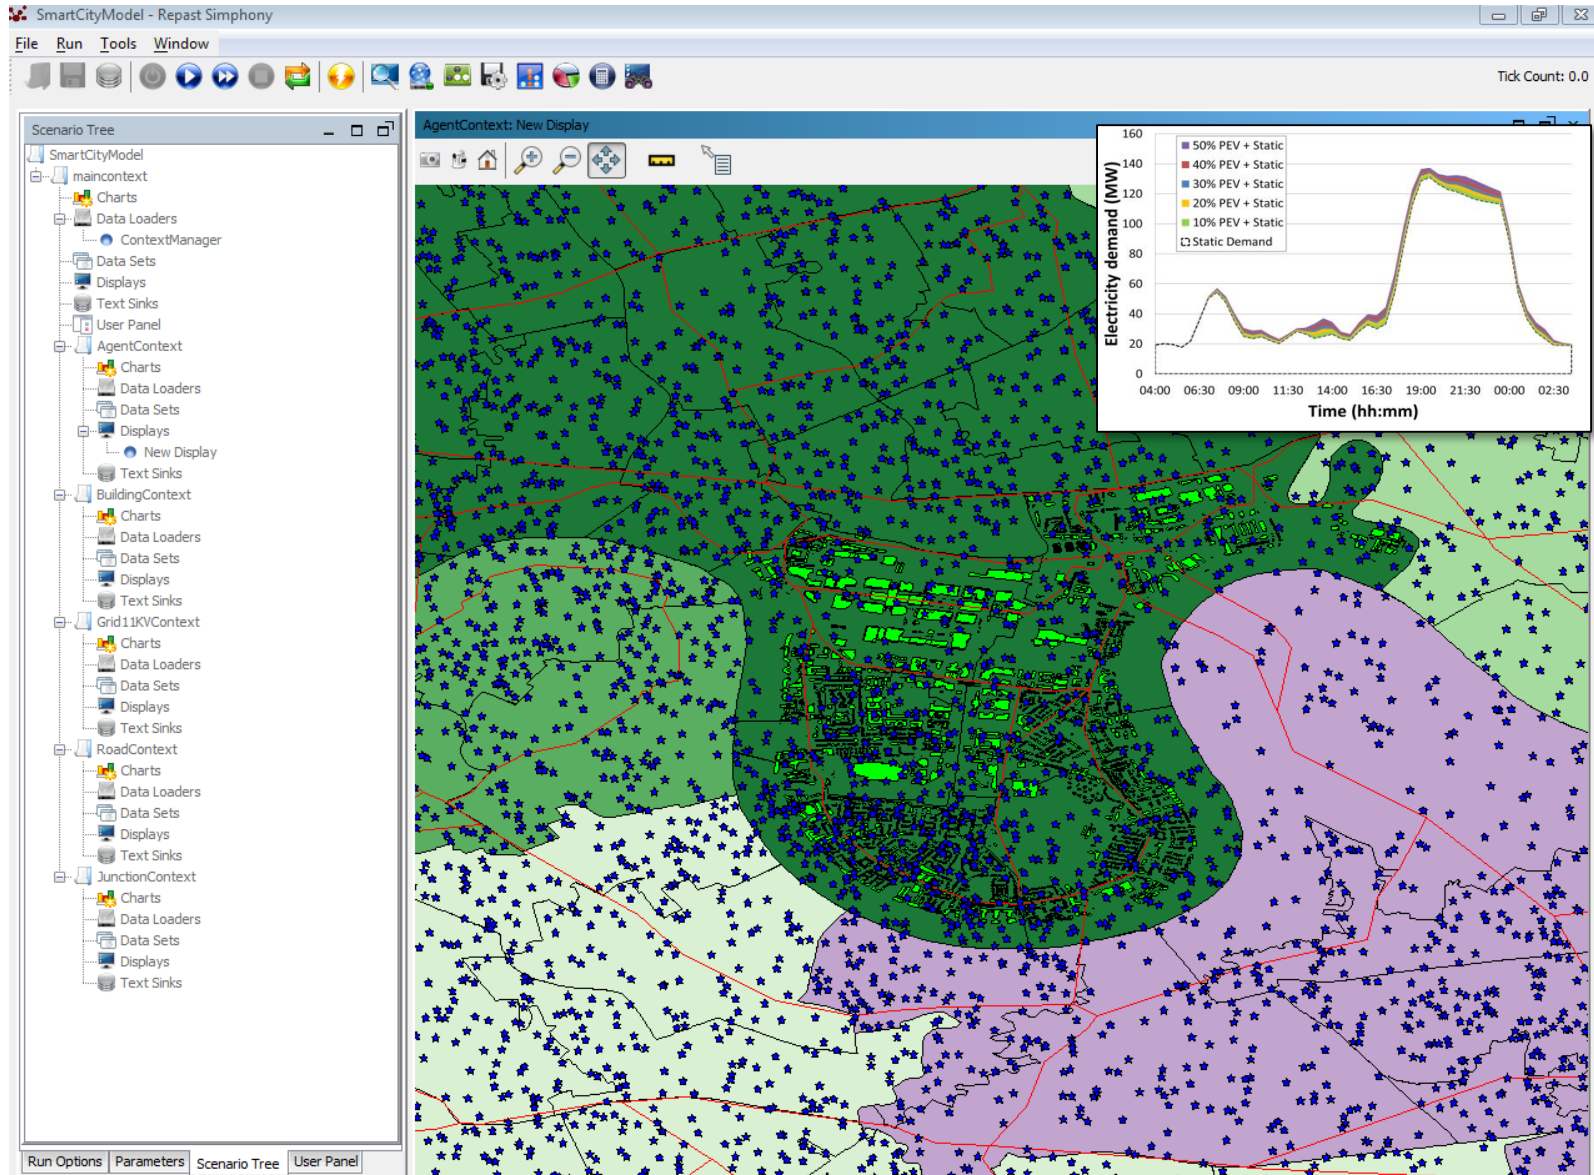 SmartCityModel - Repast Simphony
File Run Tools Window
Tick Count: 0.0
Scenario Tree
SmartCityModel
maincontext
Charts
Data Loaders
ContextManager
Data Sets
Displays
Text Sinks
User Panel
AgentContext
Charts
Data Loaders
Data Sets
Displays
New Display
Text Sinks
BuildingContext
Charts
Data Loaders
Data Sets
Displays
Text Sinks
Grid11KVContext
Charts
Data Loaders
Data Sets
Displays
Text Sinks
RoadContext
Charts
Data Loaders
Data Sets
Displays
Text Sinks
JunctionContext
Charts
Data Loaders
Data Sets
Displays
Text Sinks
Run Options Parameters Scenario Tree User Panel
AgentContext: New Display
Electricity demand (MW)
160
140
120
100
80
60
40
20
0
50% PEV + Static
40% PEV + Static
30% PEV + Static
20% PEV + Static
10% PEV + Static
Static Demand
04:00 06:30 09:00 11:30 14:00 16:30 19:00 21:30 00:00 02:30
Time (hh:mm)